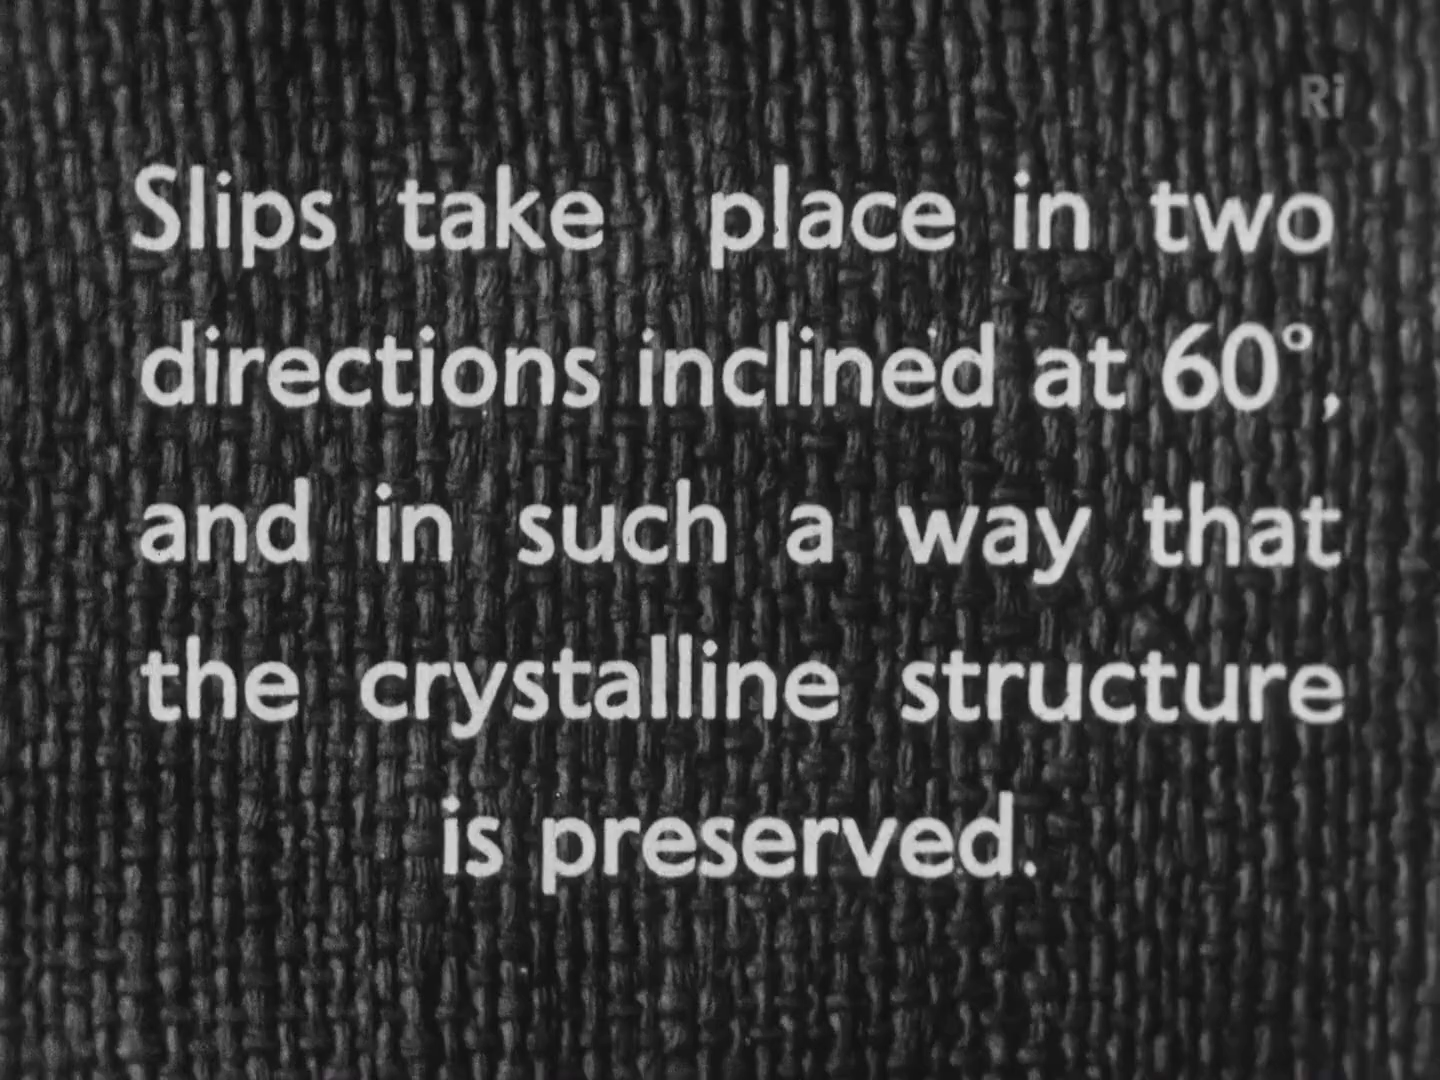 Ri
Slips take place in two
directions inclined at 60°,
and in such a way that
the crystalline structure
is preserved.